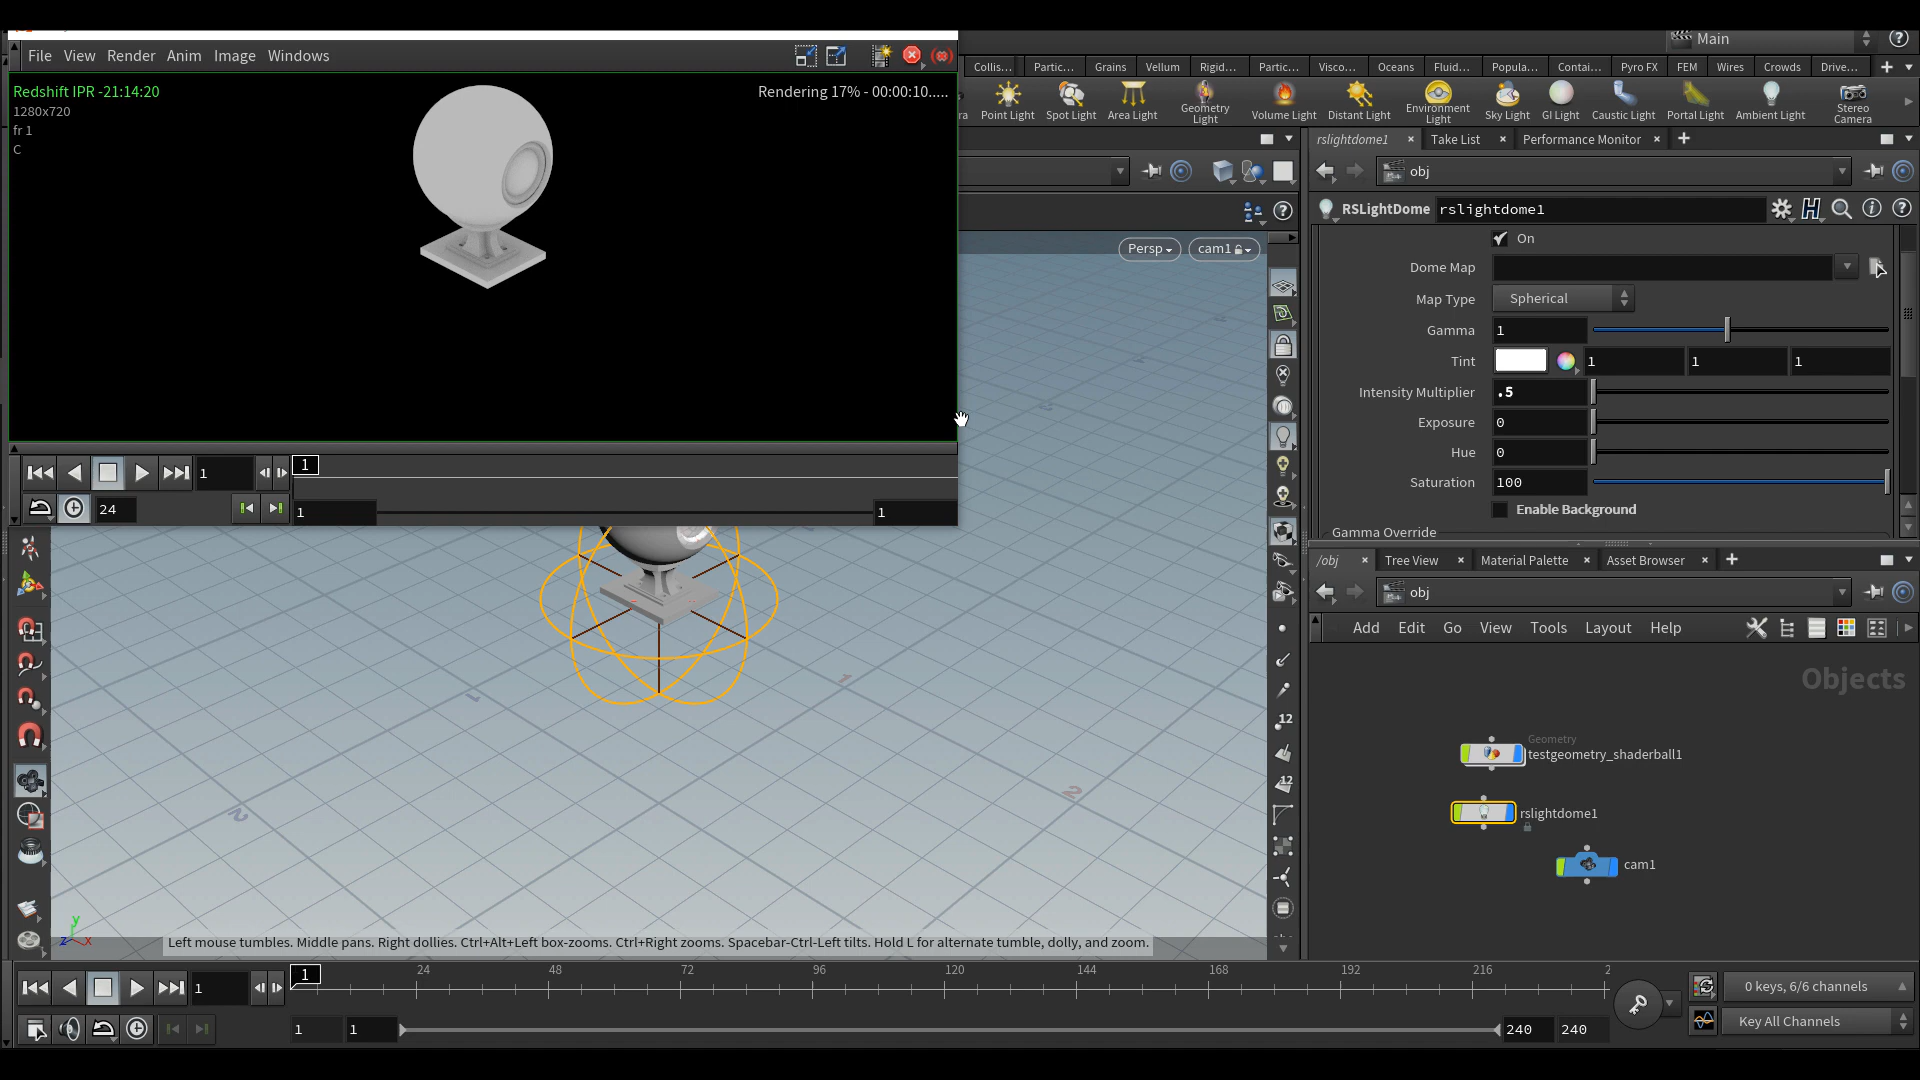 File View Render Anim Image Windows
Main
Redshift IPR -21:14:20
Rendering 17% - 00:00:10.....
1280x720
fr 1
C
Collis... Partic... Grains Vellum Rigid... Partic... Visco... Oceans Fluid... Popula... Contai... Pyro FX FEM Wires Crowds Drive...
Point Light Spot Light Area Light Geometry Light Volume Light Distant Light Environment Light Sky Light GI Light Caustic Light Portal Light Ambient Light Stereo Camera
rslightdome1 Take List Performance Monitor
obj
RSLightDome rslightdome1
On
Dome Map
Map Type Spherical
Gamma 1
Tint 1 1 1
Intensity Multiplier .5
Exposure 0
Hue 0
Saturation 100
Enable Background
Gamma Override
Persp cam1
1 1
24 1 1
/obj Tree View Material Palette Asset Browser
obj
Add Edit Go View Tools Layout Help
Objects
Geometry
testgeometry_shaderball1
rslightdome1
cam1
12
12
1
2
2
y
z x
Left mouse tumbles. Middle pans. Right dollies. Ctrl+Alt+Left box-zooms. Ctrl+Right zooms. Spacebar-Ctrl-Left tilts. Hold L for alternate tumble, dolly, and zoom.
1 1 24 48 72 96 120 144 168 192 216 2
0 keys, 6/6 channels
1 1 240 240
Key All Channels